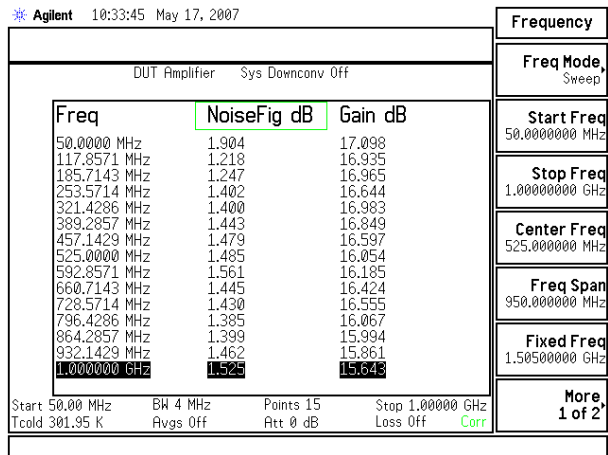 Agilent 10:33:45 May 17, 2007
Frequency
DUT Amplifier Sys Downconv Off
Freq Mode
Sweep
Freq NoiseFig dB Gain dB
50.0000 MHz 1.904 17.098
117.8571 MHz 1.218 16.935
185.7143 MHz 1.247 16.965
253.5714 MHz 1.402 16.644
321.4286 MHz 1.400 16.983
389.2857 MHz 1.443 16.849
457.1429 MHz 1.479 16.597
525.0000 MHz 1.485 16.054
592.8571 MHz 1.561 16.185
660.7143 MHz 1.445 16.424
728.5714 MHz 1.430 16.555
796.4286 MHz 1.385 16.067
864.2857 MHz 1.399 15.994
932.1429 MHz 1.462 15.861
1.000000 GHz 1.525 15.643
Start Freq
50.0000000 MHz
Stop Freq
1.00000000 GHz
Center Freq
525.000000 MHz
Freq Span
950.000000 MHz
Fixed Freq
1.50500000 GHz
More
1 of 2
Start 50.00 MHz BW 4 MHz Points 15 Stop 1.00000 GHz
Tcold 301.95 K Avgs Off Att 0 dB Loss Off Corr